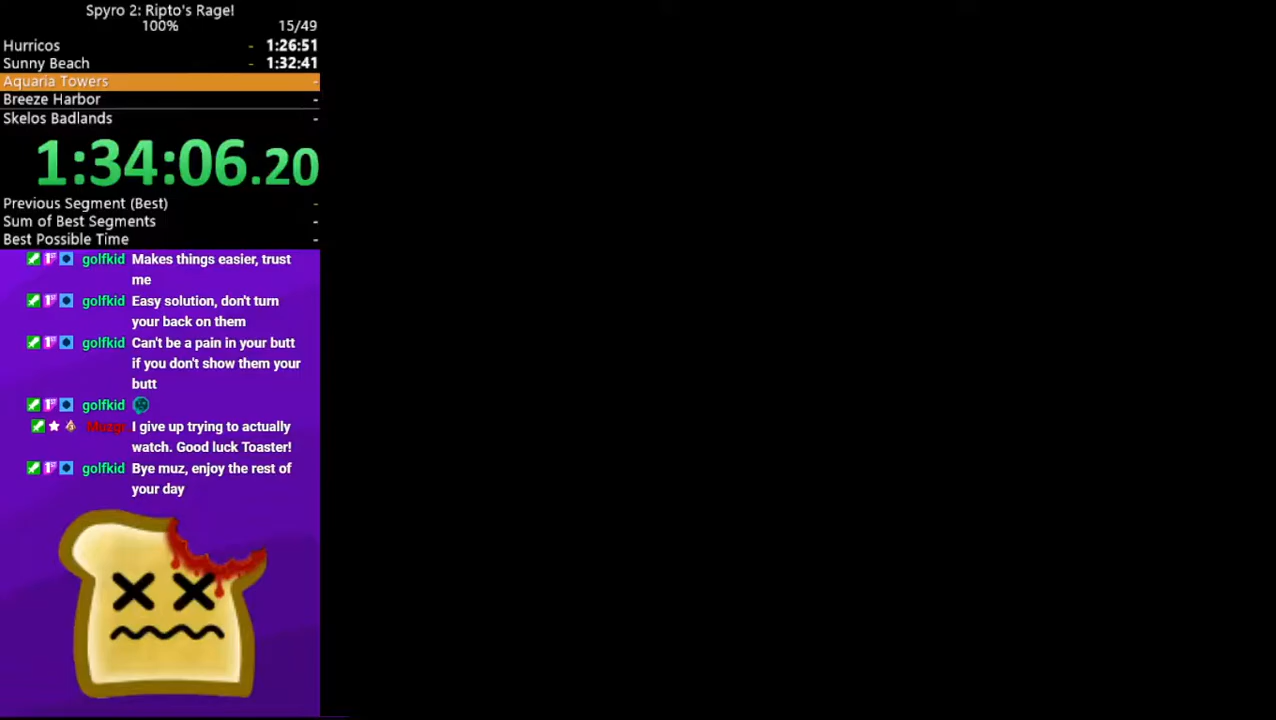 Spyro 2: Ripto's Rage!
100% 15/49
Hurricos - 1:26:51
Sunny Beach - 1:32:41
Aquaria Towers -
Breeze Harbor -
Skelos Badlands -
1:34:06.20
Previous Segment (Best) -
Sum of Best Segments -
Best Possible Time -
golfkid Makes things easier, trust
me
golfkid Easy solution, don't turn
your back on them
golfkid Can't be a pain in your butt
if you don't show them your
butt
golfkid
I give up trying to actually
watch. Good luck Toaster!
golfkid Bye muz, enjoy the rest of
your day